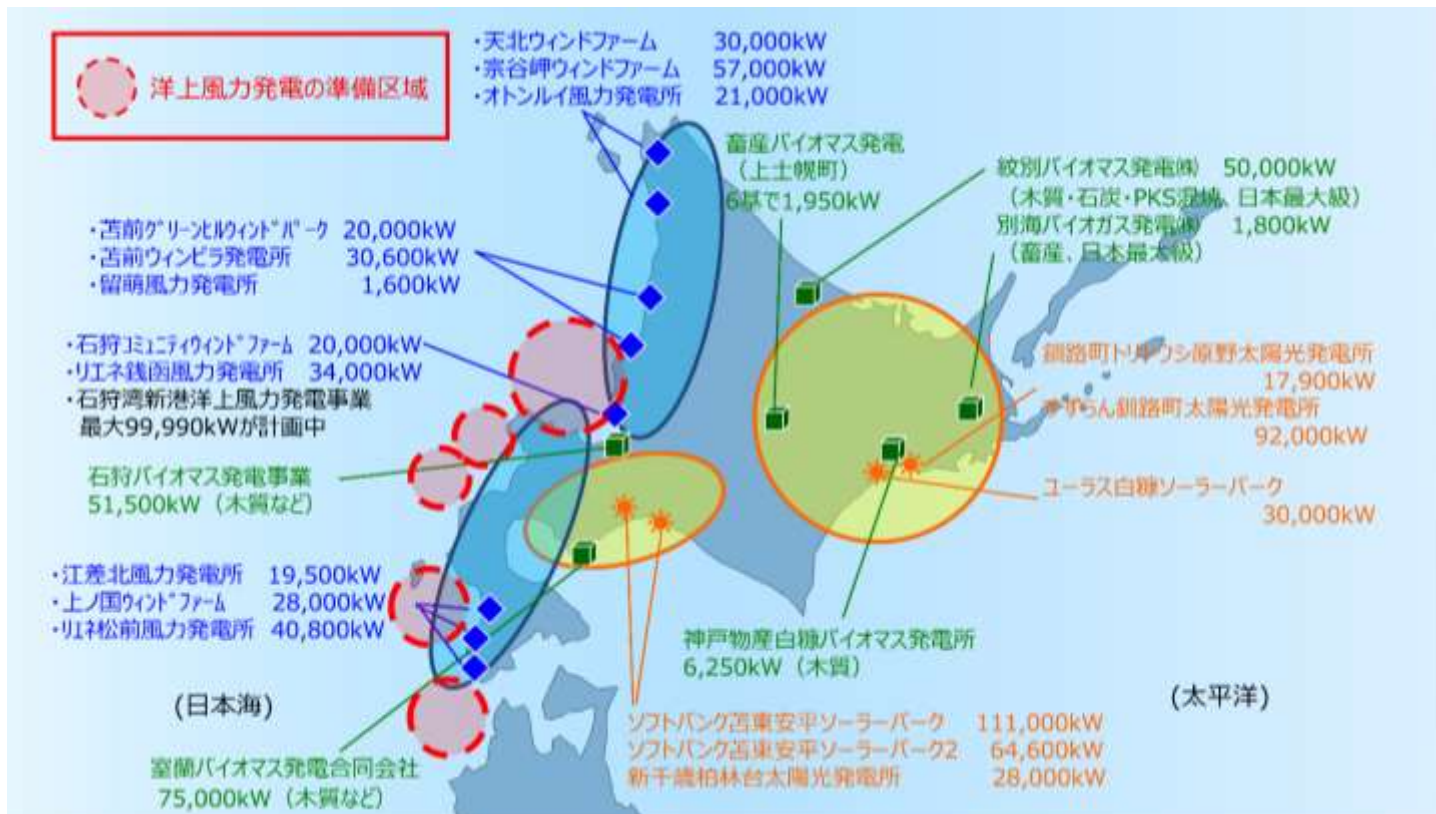 洋上風力発電の準備区域
・天北ウィンドファーム 30,000kW
・宗谷岬ウィンドファーム 57,000kW
・オトンルイ風力発電所 21,000kW
畜産バイオマス発電
(上士幌町)
6基で1,950kW
紋別バイオマス発電㈱ 50,000kW
(木質・石炭・PKS混焼、日本最大級)
別海バイオガス発電㈱ 1,800kW
(畜産、日本最大級)
・苫前グリーンヒルウィンドパーク 20,000kW
・苫前ウィンビラ発電所 30,600kW
・留萌風力発電所 1,600kW
・石狩コミュニティウィンドファーム 20,000kW
・リエネ銭函風力発電所 34,000kW
・石狩湾新港洋上風力発電事業
最大99,990kWが計画中
石狩バイオマス発電事業
51,500kW(木質など)
釧路町トリトウシ原野太陽光発電所
17,900kW
すずらん釧路町太陽光発電所
92,000kW
ユーラス白糠ソーラーパーク
30,000kW
・江差北風力発電所 19,500kW
・上ノ国ウィンドファーム 28,000kW
・リエネ松前風力発電所 40,800kW
神戸物産白糠バイオマス発電所
6,250kW(木質)
(日本海)
(太平洋)
室蘭バイオマス発電合同会社
75,000kW(木質など)
ソフトバンク苫東安平ソーラーパーク 111,000kW
ソフトバンク苫東安平ソーラーパーク2 64,600kW
新千歳柏林台太陽光発電所 28,000kW